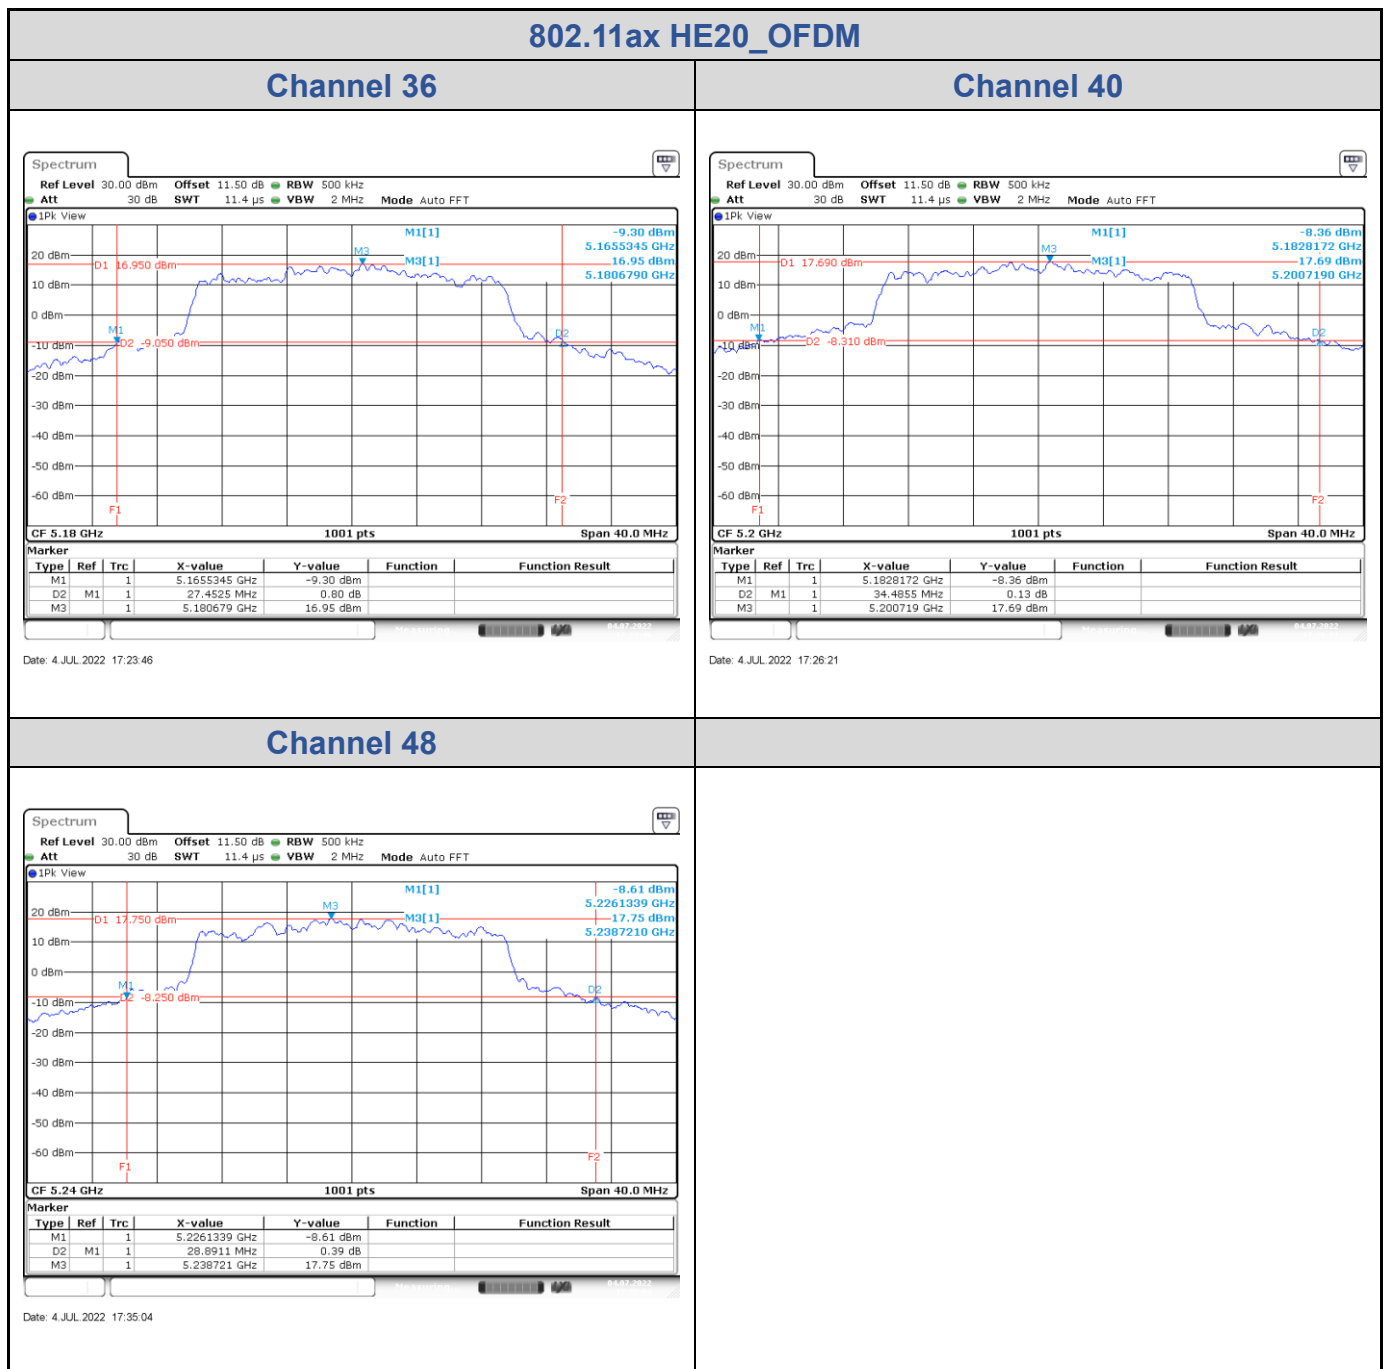 802.11ax HE20_OFDM
Channel 36
Spectrum
Ref Level 30.00 dBm Offset 11.50 dB RBW 500 kHz
Att 30 dB SWT 11.4 µs VBW 2 MHz Mode Auto FFT
1Pk View
M1[1] -9.30 dBm
5.1655345 GHz
M3[1] 16.95 dBm
5.1806790 GHz
M3
20 dBm
D1 16.950 dBm
10 dBm
0 dBm
M1
D2
-10 dBm
D2 -9.050 dBm
-20 dBm
-30 dBm
-40 dBm
-50 dBm
-60 dBm
F1
F2
CF 5.18 GHz 1001 pts Span 40.0 MHz
Marker
Type Ref Trc X-value Y-value Function Function Result
M1 1 5.1655345 GHz -9.30 dBm
D2 M1 1 27.4525 MHz 0.80 dB
M3 1 5.180679 GHz 16.95 dBm
04.07.2022
Date: 4.JUL.2022 17:23:46
Channel 40
Spectrum
Ref Level 30.00 dBm Offset 11.50 dB RBW 500 kHz
Att 30 dB SWT 11.4 µs VBW 2 MHz Mode Auto FFT
1Pk View
M1[1] -8.36 dBm
5.1828172 GHz
M3[1] 17.69 dBm
5.2007190 GHz
M3
20 dBm
D1 17.690 dBm
10 dBm
0 dBm
M1
D2
-10 dBm
D2 -8.310 dBm
-20 dBm
-30 dBm
-40 dBm
-50 dBm
-60 dBm
F1
F2
CF 5.2 GHz 1001 pts Span 40.0 MHz
Marker
Type Ref Trc X-value Y-value Function Function Result
M1 1 5.1828172 GHz -8.36 dBm
D2 M1 1 34.4855 MHz 0.13 dB
M3 1 5.200719 GHz 17.69 dBm
04.07.2022
Date: 4.JUL.2022 17:26:21
Channel 48
Spectrum
Ref Level 30.00 dBm Offset 11.50 dB RBW 500 kHz
Att 30 dB SWT 11.4 µs VBW 2 MHz Mode Auto FFT
1Pk View
M1[1] -8.61 dBm
5.2261339 GHz
M3[1] 17.75 dBm
5.2387210 GHz
M3
20 dBm
D1 17.750 dBm
10 dBm
0 dBm
M1
D2
-10 dBm
D2 -8.250 dBm
-20 dBm
-30 dBm
-40 dBm
-50 dBm
-60 dBm
F1
F2
CF 5.24 GHz 1001 pts Span 40.0 MHz
Marker
Type Ref Trc X-value Y-value Function Function Result
M1 1 5.2261339 GHz -8.61 dBm
D2 M1 1 28.8911 MHz 0.39 dB
M3 1 5.238721 GHz 17.75 dBm
04.07.2022
Date: 4.JUL.2022 17:35:04